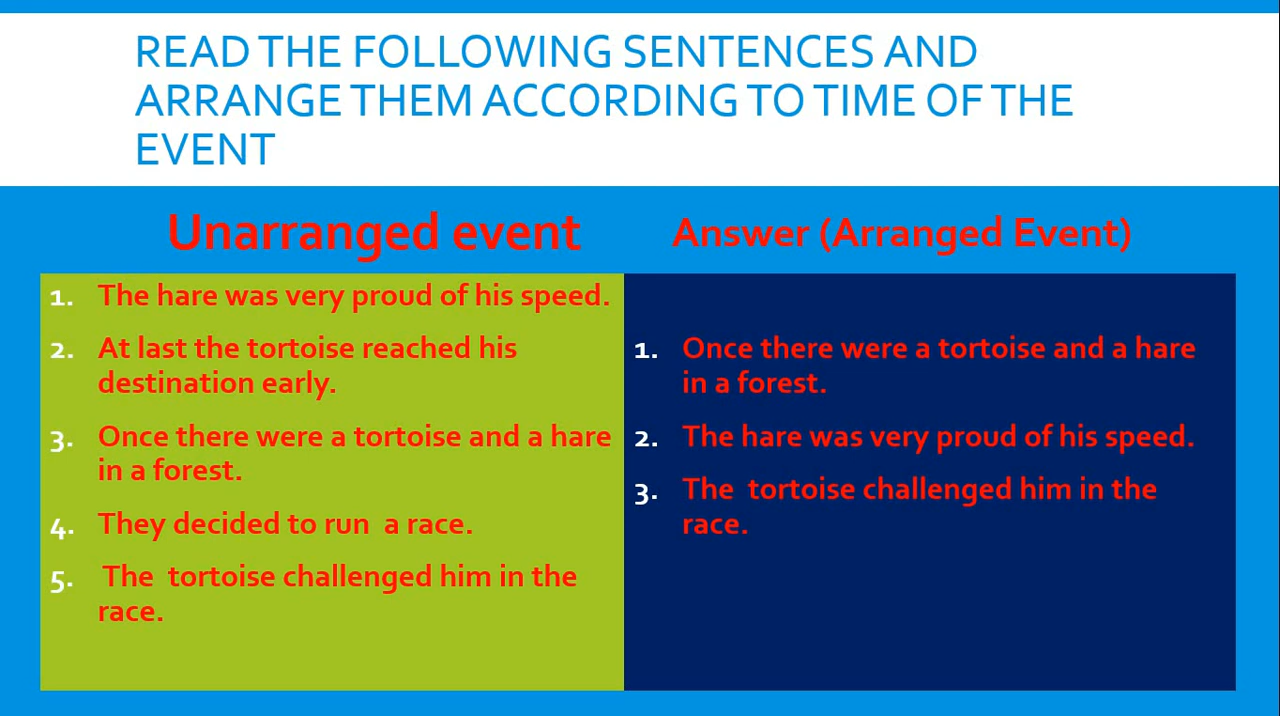 READ THE FOLLOWING SENTENCES AND
ARRANGE THEM ACCORDING TO TIME OF THE
EVENT
Unarranged event
1. The hare was very proud of his speed.
2. At last the tortoise reached his
destination early.
3. Once there were a tortoise and a hare
in a forest.
4. They decided to run  a race.
5. The  tortoise challenged him in the
race.
Answer (Arranged Event)
1. Once there were a tortoise and a hare
in a forest.
2. The hare was very proud of his speed.
3. The  tortoise challenged him in the
race.